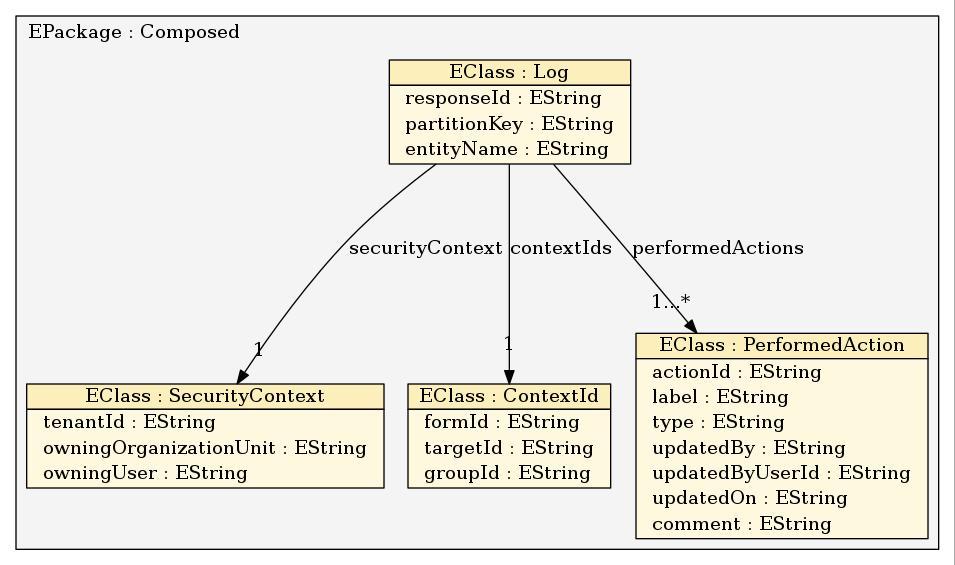 EPackage : Composed
EClass : Log
responseId : EString
partitionKey : EString
entityName : EString
securityContext
contextIds
performedActions
1
1
1...*
EClass : SecurityContext
tenantId : EString
owningOrganizationUnit : EString
owningUser : EString
EClass : ContextId
formId : EString
targetId : EString
groupId : EString
EClass : PerformedAction
actionId : EString
label : EString
type : EString
updatedBy : EString
updatedByUserId : EString
updatedOn : EString
comment : EString